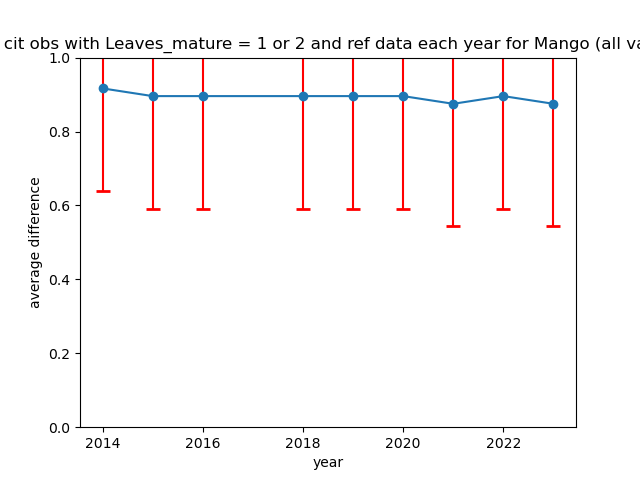 cit obs with Leaves_mature = 1 or 2 and ref data each year for Mango (all
1.0
0.8
0.6
0.4
0.2
0.0
average difference
2014 2016 2018 2020 2022
year